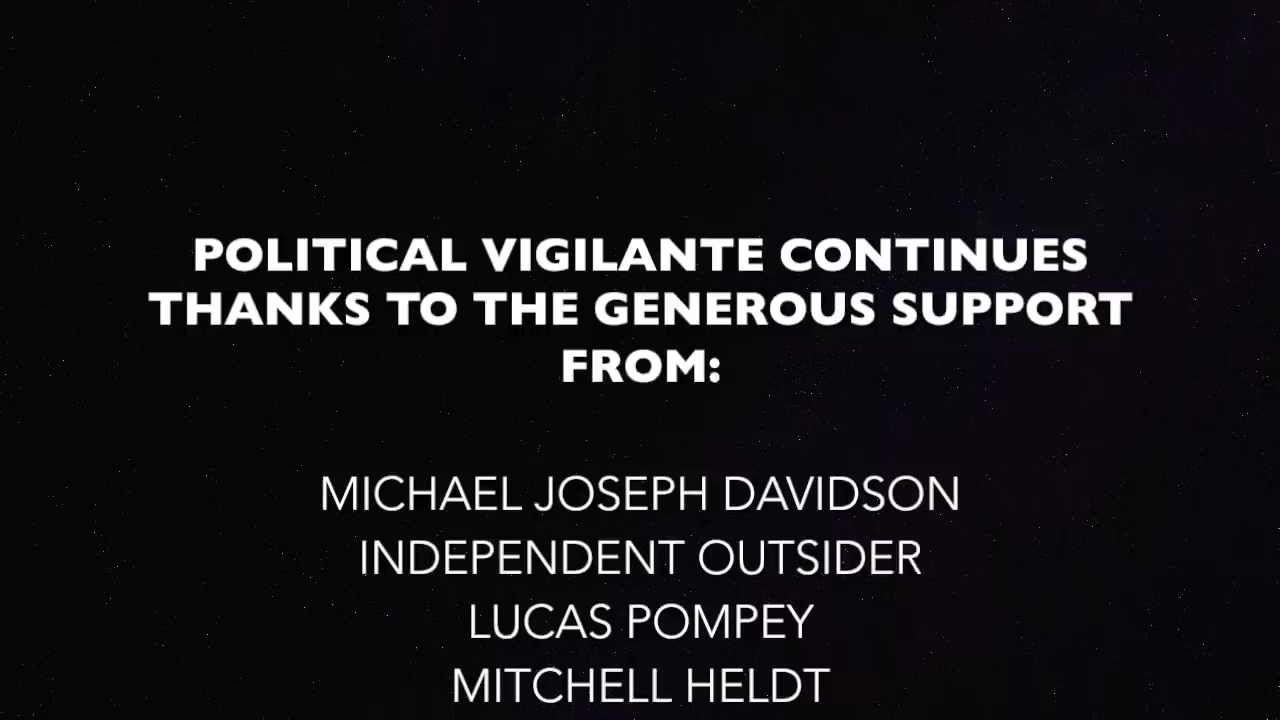 POLITICAL VIGILANTE CONTINUES
THANKS TO THE GENEROUS SUPPORT
FROM:
MICHAEL JOSEPH DAVIDSON
INDEPENDENT OUTSIDER
LUCAS POMPEY
MITCHELL HELDT